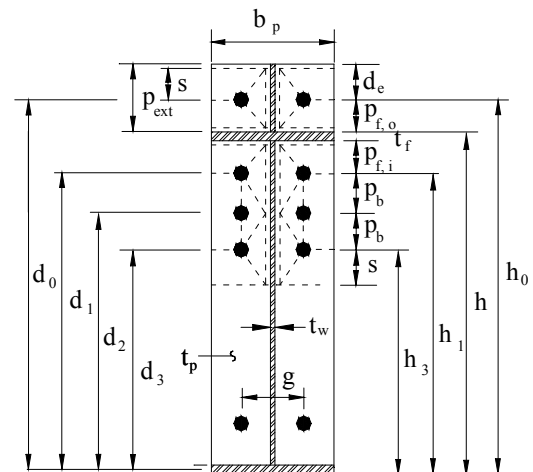 b p
s
p ext
d e
p f, o
t f
p f, i
p b
p b
s
d 0
d 1
d 2
d 3
t p
t w
g
h 3
h 1
h
h 0